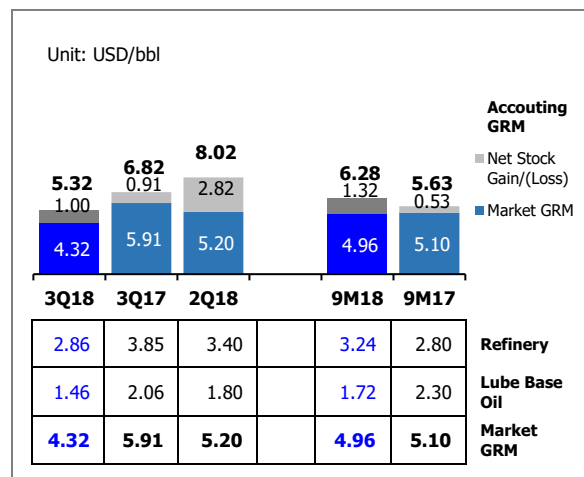 Unit: USD/bbl
Accouting
GRM
Net Stock
Gain/(Loss)
Market GRM
5.32 6.82 8.02 6.28 5.63
1.00 0.91 2.82 1.32 0.53
4.32 5.91 5.20 4.96 5.10
3Q18 3Q17 2Q18 9M18 9M17
2.86 3.85 3.40 3.24 2.80 Refinery
1.46 2.06 1.80 1.72 2.30 Lube Base
Oil
4.32 5.91 5.20 4.96 5.10 Market
GRM